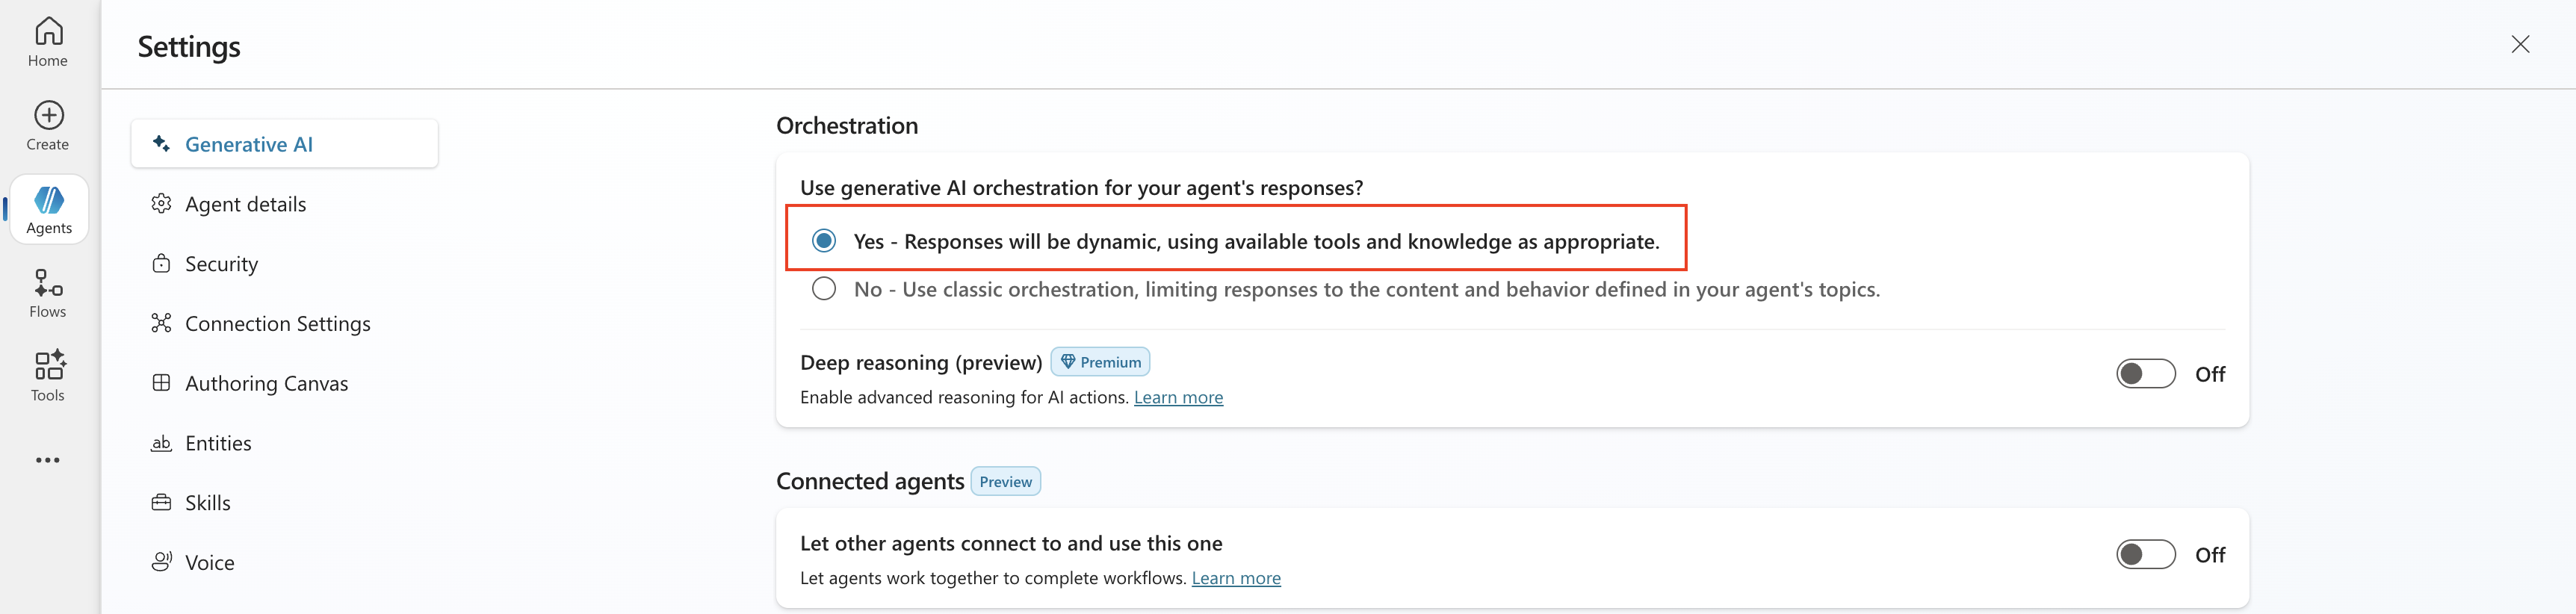 Home
Create
Agents
Flows
Tools
Settings
Generative AI
Agent details
Security
Connection Settings
Authoring Canvas
ab Entities
Skills
Voice
Orchestration
Use generative AI orchestration for your agent's responses?
Yes - Responses will be dynamic, using available tools and knowledge as appropriate.
No - Use classic orchestration, limiting responses to the content and behavior defined in your agent's topics.
Deep reasoning (preview) Premium
Off
Enable advanced reasoning for AI actions. Learn more
Connected agents Preview
Let other agents connect to and use this one
Off
Let agents work together to complete workflows. Learn more